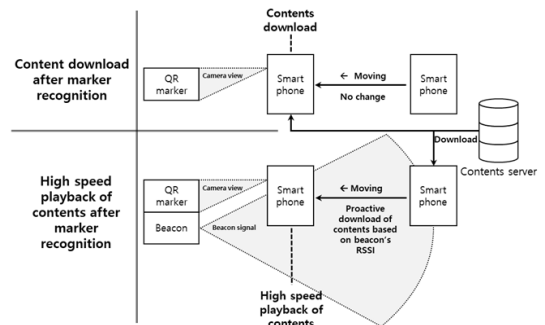 Contents
download
Content download
after marker
recognition
QR
marker
Camera view
Smart
phone
← Moving
No change
Smart
phone
Download
Contents server
High speed
playback of
contents after
marker
recognition
QR
marker
Camera view
Beacon
Beacon signal
Smart
phone
← Moving
Proactive
download of
contents based
on beacon's
RSSI
Smart
phone
High speed
playback of
contents